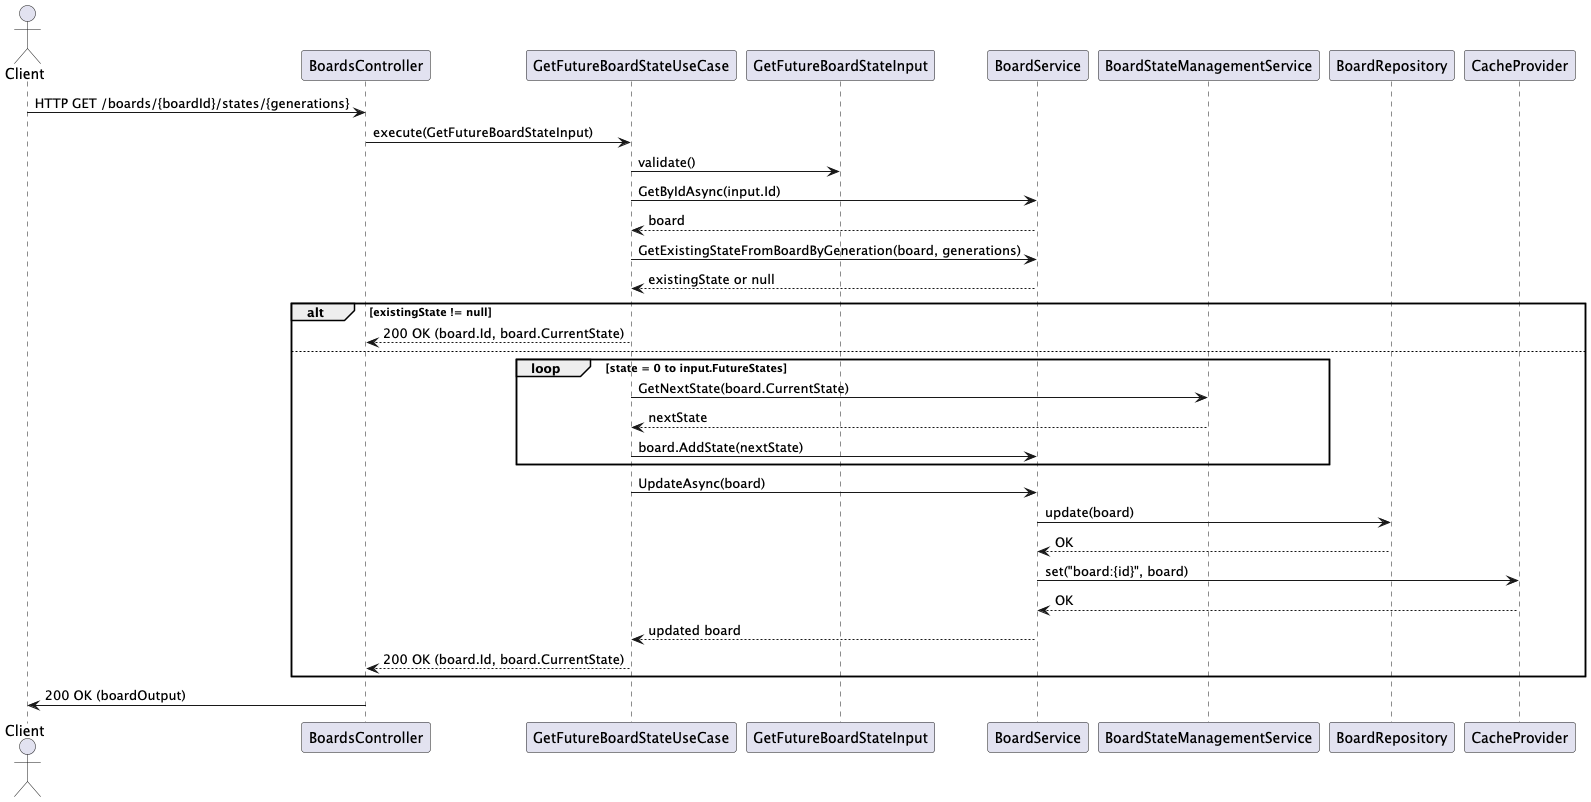 Client
BoardsController
GetFutureBoardStateUseCase
GetFutureBoardStateInput
BoardService
BoardStateManagementService
BoardRepository
CacheProvider
HTTP GET /boards/{boardId}/states/{generations}
execute(GetFutureBoardStateInput)
validate()
GetByIdAsync(input.Id)
board
GetExistingStateFromBoardByGeneration(board, generations)
existingState or null
alt
[existingState != null]
200 OK (board.Id, board.CurrentState)
loop
[state = 0 to input.FutureStates]
GetNextState(board.CurrentState)
nextState
board.AddState(nextState)
UpdateAsync(board)
update(board)
OK
set("board:{id}", board)
OK
updated board
200 OK (board.Id, board.CurrentState)
200 OK (boardOutput)
Client
BoardsController
GetFutureBoardStateUseCase
GetFutureBoardStateInput
BoardService
BoardStateManagementService
BoardRepository
CacheProvider